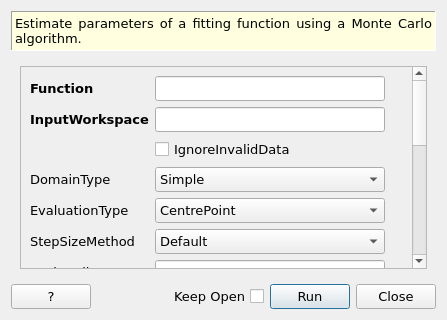 Estimate parameters of a fitting function using a Monte Carlo
algorithm.
Function
InputWorkspace
IgnoreInvalidData
DomainType Simple
EvaluationType CentrePoint
StepSizeMethod Default
? Keep Open Run Close